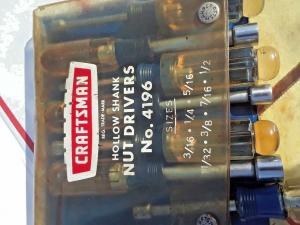 CRAFTSMAN
REG. TRADE MARK
HOLLOW SHANK
NUT DRIVERS
No. 4196
SIZES
3/16 • 1/4 • 5/16
11/32 • 3/8 • 7/16 • 1/2